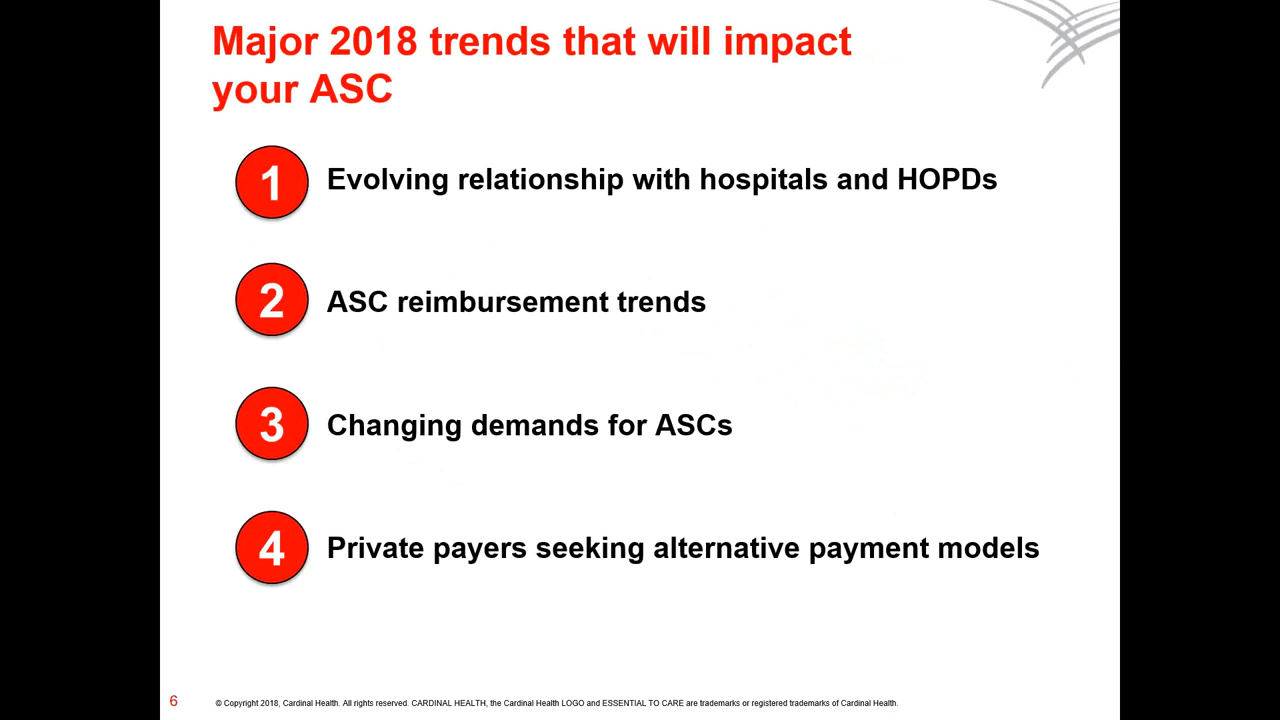 Major 2018 trends that will impact
your ASC
1 Evolving relationship with hospitals and HOPDs
2 ASC reimbursement trends
3 Changing demands for ASCs
4 Private payers seeking alternative payment models
6 © Copyright 2018, Cardinal Health. All rights reserved. CARDINAL HEALTH, the Cardinal Health LOGO and ESSENTIAL TO CARE are trademarks or registered trademarks of Cardinal Health.